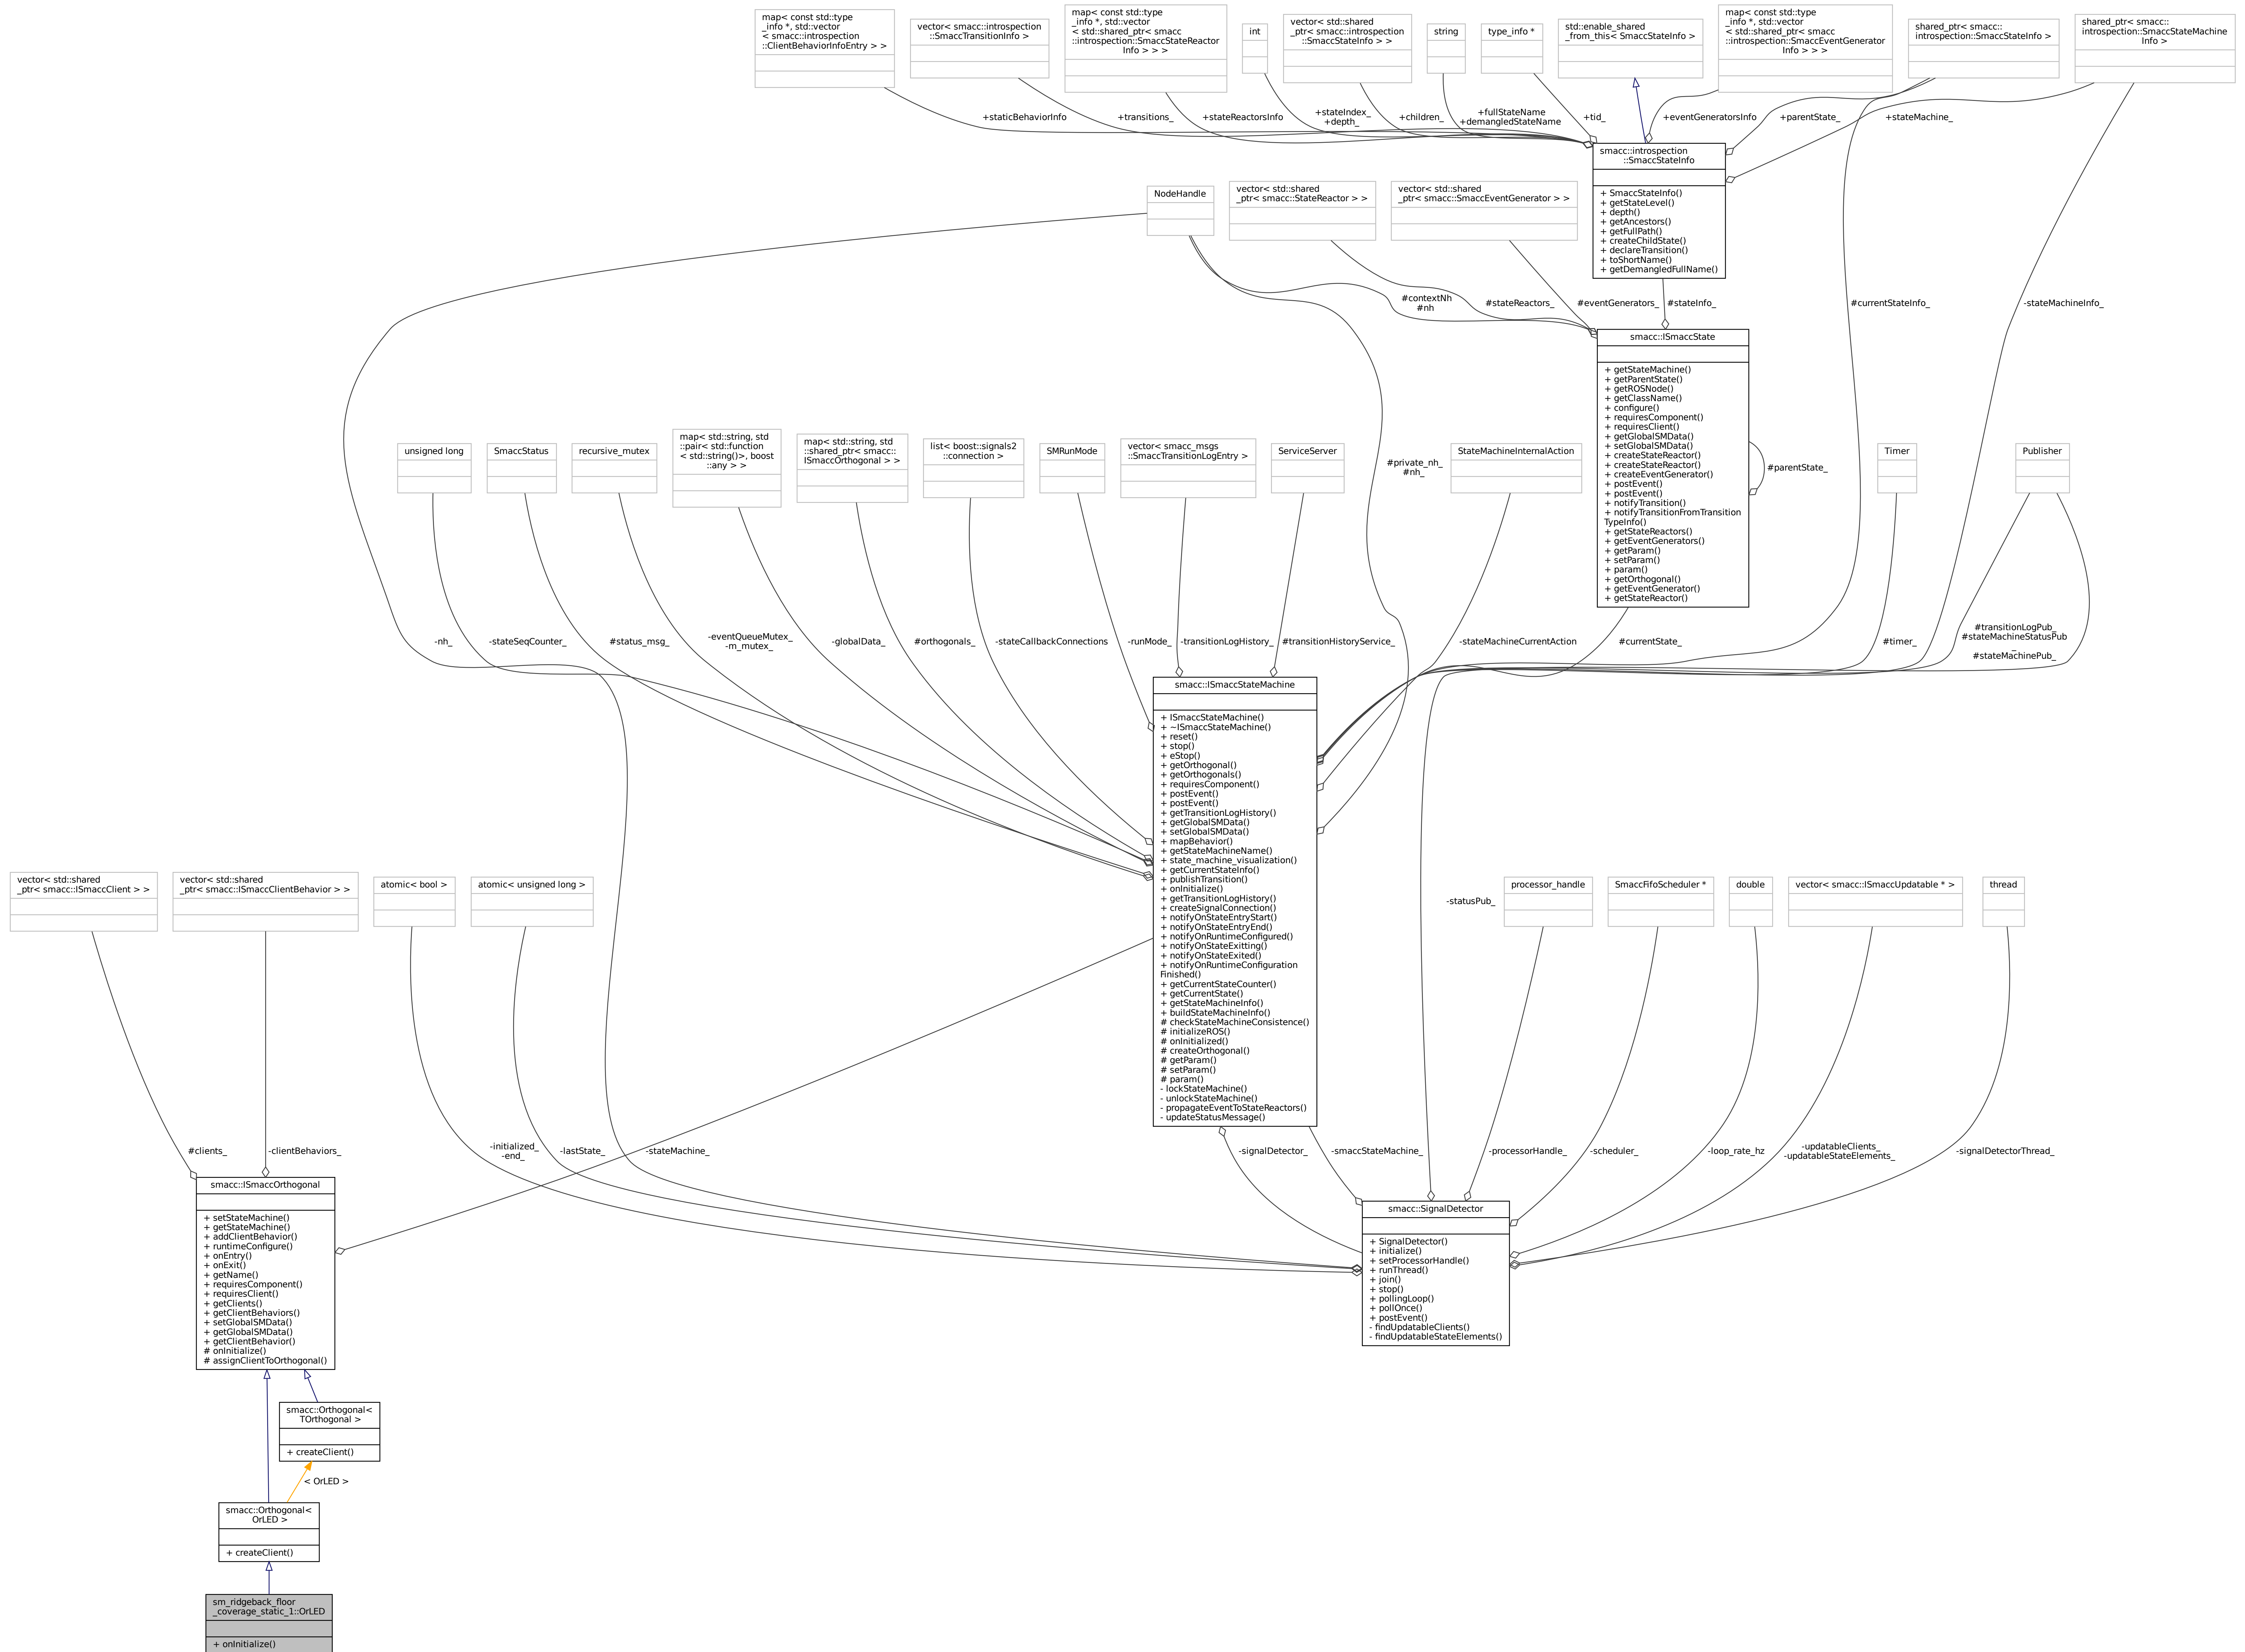 map< const std::type
_info *, std::vector
< smacc::introspection
::ClientBehaviorInfoEntry > >
vector< smacc::introspection
::SmaccTransitionInfo >
map< const std::type
_info *, std::vector
< std::shared_ptr< smacc
::introspection::SmaccStateReactor
Info > > >
int
vector< std::shared
_ptr< smacc::introspection
::SmaccStateInfo > >
string
type_info *
std::enable_shared
_from_this< SmaccStateInfo >
map< const std::type
_info *, std::vector
< std::shared_ptr< smacc
::introspection::SmaccEventGenerator
Info > > >
shared_ptr< smacc::
introspection::SmaccStateInfo >
shared_ptr< smacc::
introspection::SmaccStateMachine
Info >
+staticBehaviorInfo
+transitions_
+stateReactorsInfo
+stateIndex_
+depth_
+children_
+fullStateName
+demangledStateName
+tid_
+eventGeneratorsInfo
+parentState_
+stateMachine_
smacc::introspection
::SmaccStateInfo
+ SmaccStateInfo()
+ getStateLevel()
+ depth()
+ getAncestors()
+ getFullPath()
+ createChildState()
+ declareTransition()
+ toShortName()
+ getDemangledFullName()
NodeHandle
vector< std::shared
_ptr< smacc::StateReactor > >
vector< std::shared
_ptr< smacc::SmaccEventGenerator > >
#contextNh
#nh
#stateReactors_
#eventGenerators_
#stateInfo_
#currentStateInfo_
-stateMachineInfo_
smacc::ISmaccState
+ getStateMachine()
+ getParentState()
+ getROSNode()
+ getClassName()
+ configure()
+ requiresComponent()
+ requiresClient()
+ getGlobalSMData()
+ setGlobalSMData()
+ createStateReactor()
+ createStateReactor()
+ createEventGenerator()
+ postEvent()
+ postEvent()
+ notifyTransition()
+ notifyTransitionFromTransition
TypeInfo()
+ getStateReactors()
+ getEventGenerators()
+ getParam()
+ setParam()
+ param()
+ getOrthogonal()
+ getEventGenerator()
+ getStateReactor()
#parentState_
unsigned long
SmaccStatus
recursive_mutex
map< std::string, std
::pair< std::function
< std::string()>, boost
::any > >
map< std::string, std
::shared_ptr< smacc::
ISmaccOrthogonal > >
list< boost::signals2
::connection >
SMRunMode
vector< smacc_msgs
::SmaccTransitionLogEntry >
ServiceServer
#private_nh_
#nh_
StateMachineInternalAction
Timer
Publisher
-nh_
-stateSeqCounter_
#status_msg_
-eventQueueMutex_
-m_mutex_
-globalData_
#orthogonals_
-stateCallbackConnections
-runMode_
-transitionLogHistory_
#transitionHistoryService_
-stateMachineCurrentAction
#currentState_
#timer_
#transitionLogPub_
#stateMachineStatusPub
_
#stateMachinePub_
smacc::ISmaccStateMachine
+ ISmaccStateMachine()
+ ~ISmaccStateMachine()
+ reset()
+ stop()
+ eStop()
+ getOrthogonal()
+ getOrthogonals()
+ requiresComponent()
+ postEvent()
+ postEvent()
+ getTransitionLogHistory()
+ getGlobalSMData()
+ setGlobalSMData()
+ mapBehavior()
+ getStateMachineName()
+ state_machine_visualization()
+ getCurrentStateInfo()
+ publishTransition()
+ onInitialize()
+ getTransitionLogHistory()
+ createSignalConnection()
+ notifyOnStateEntryStart()
+ notifyOnStateEntryEnd()
+ notifyOnRuntimeConfigured()
+ notifyOnStateExitting()
+ notifyOnStateExited()
+ notifyOnRuntimeConfiguration
Finished()
+ getCurrentStateCounter()
+ getCurrentState()
+ getStateMachineInfo()
+ buildStateMachineInfo()
# checkStateMachineConsistence()
# initializeROS()
# onInitialized()
# createOrthogonal()
# getParam()
# setParam()
# param()
- lockStateMachine()
- unlockStateMachine()
- propagateEventToStateReactors()
- updateStatusMessage()
vector< std::shared
_ptr< smacc::ISmaccClient > >
vector< std::shared
_ptr< smacc::ISmaccClientBehavior > >
atomic< bool >
atomic< unsigned long >
-statusPub_
processor_handle
SmaccFifoScheduler *
double
vector< smacc::ISmaccUpdatable * >
thread
#clients_
-clientBehaviors_
-initialized_
-end_
-lastState_
-stateMachine_
-signalDetector_
-smaccStateMachine_
-processorHandle_
-scheduler_
-loop_rate_hz
-updatableClients_
-updatableStateElements_
-signalDetectorThread_
smacc::ISmaccOrthogonal
+ setStateMachine()
+ getStateMachine()
+ addClientBehavior()
+ runtimeConfigure()
+ onEntry()
+ onExit()
+ getName()
+ requiresComponent()
+ requiresClient()
+ getClients()
+ getClientBehaviors()
+ setGlobalSMData()
+ getGlobalSMData()
+ getClientBehavior()
# onInitialize()
# assignClientToOrthogonal()
smacc::SignalDetector
+ SignalDetector()
+ initialize()
+ setProcessorHandle()
+ runThread()
+ join()
+ stop()
+ pollingLoop()
+ pollOnce()
+ postEvent()
- findUpdatableClients()
- findUpdatableStateElements()
smacc::Orthogonal<
TOrthogonal >
+ createClient()
< OrLED >
smacc::Orthogonal<
OrLED >
+ createClient()
sm_ridgeback_floor
_coverage_static_1::OrLED
+ onInitialize()